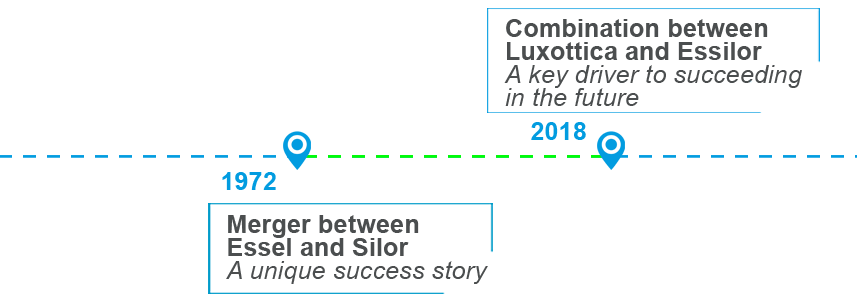 Combination between
Luxottica and Essilor
A key driver to succeeding
in the future
2018
1972
Merger between
Essel and Silor
A unique success story